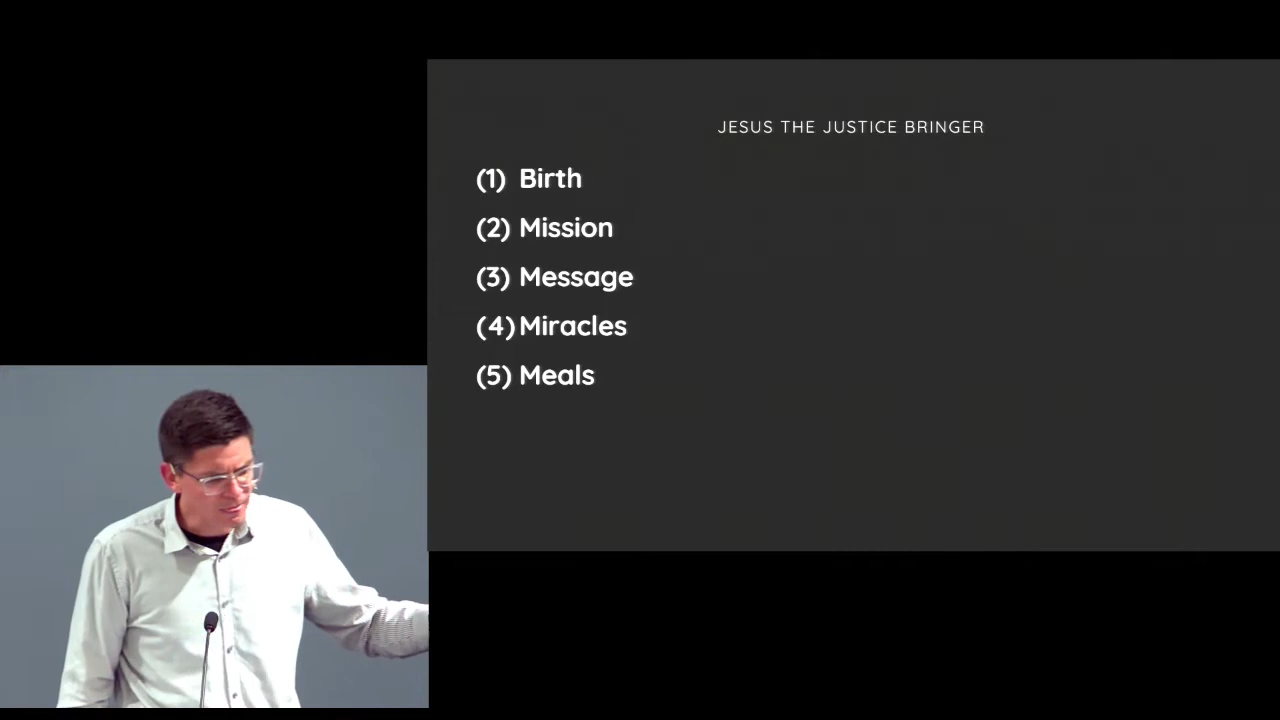 JESUS THE JUSTICE BRINGER
(1) Birth
(2) Mission
(3) Message
(4) Miracles
(5) Meals